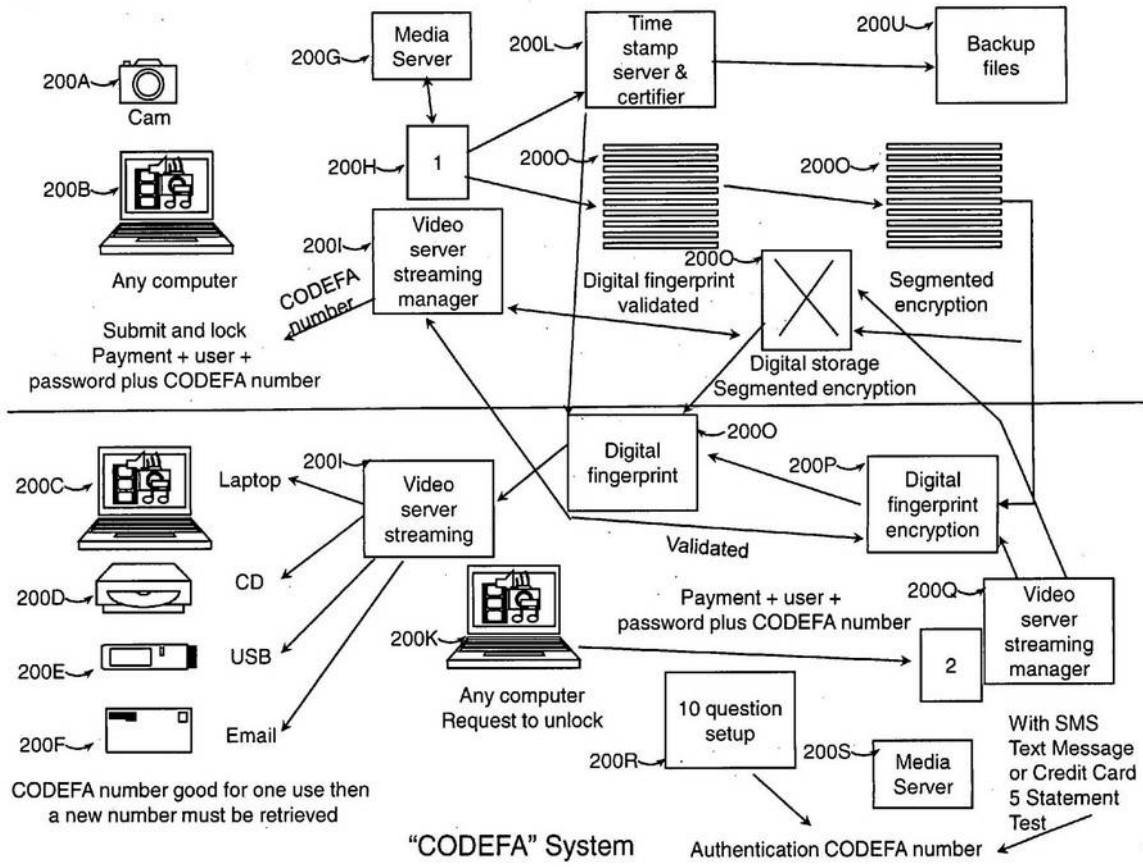 200A
Cam
200B
Any computer
Submit and lock
Payment + user +
password plus CODEFA number
200G
Media
Server
200H
1
200I
Video
server
streaming
manager
CODEFA
number
200L
Time
stamp
server &
certifier
200U
Backup
files
200O
Digital fingerprint
validated
200O
Segmented
encryption
200O
Digital storage
Segmented encryption
200C
Laptop
200D
CD
200E
USB
200F
Email
CODEFA number good for one use then
a new number must be retrieved
200I
Video
server
streaming
200O
Digital
fingerprint
200P
Digital
fingerprint
encryption
Validated
200K
Any computer
Request to unlock
Payment + user +
password plus CODEFA number
200Q
Video
server
streaming
manager
2
10 question
setup
200R
200S
Media
Server
With SMS
Text Message
or Credit Card
5 Statement
Test
"CODEFA" System
Authentication CODEFA number